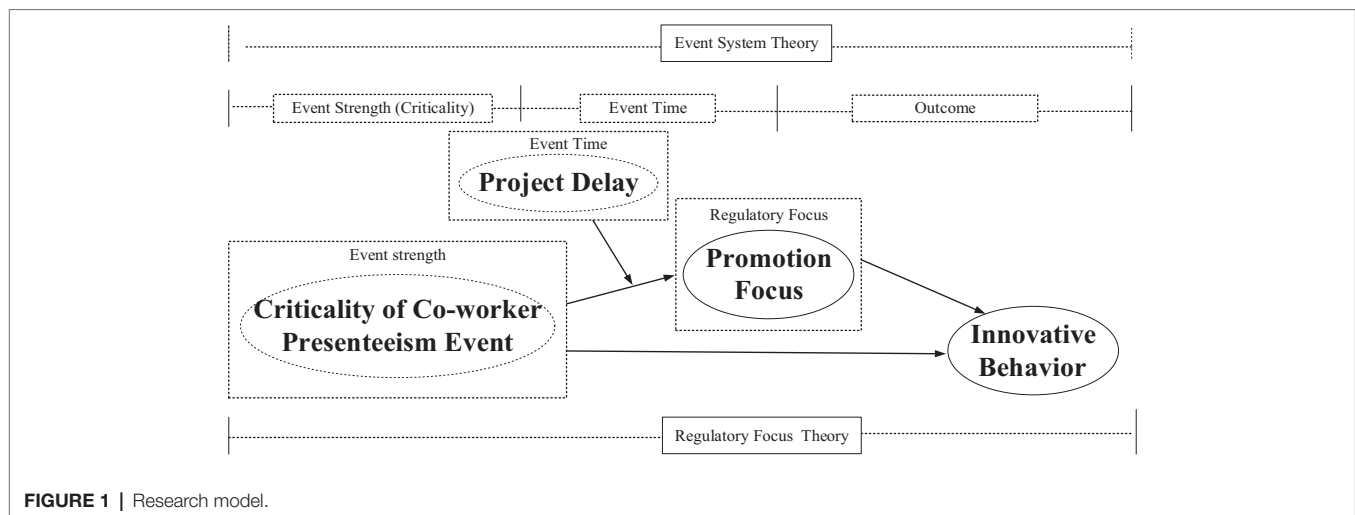 Event System Theory
Event Strength (Criticality)
Event Time
Outcome
Event Time
Project Delay
Regulatory Focus
Promotion
Focus
Event strength
Criticality of Co-worker
Presenteeism Event
Innovative
Behavior
Regulatory Focus Theory
FIGURE 1 | Research model.